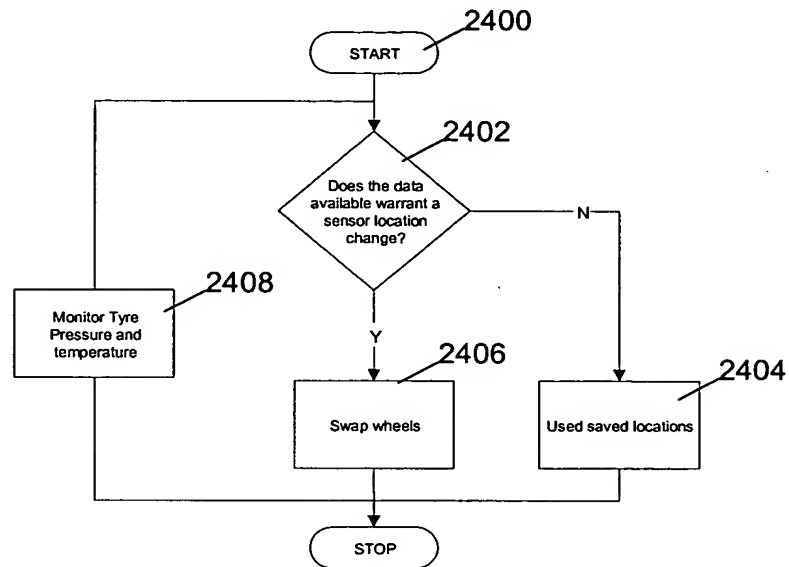 2400
START
2402
Does the data
available warrant a
sensor location
change?
N
2408
Monitor Tyre
Pressure and
temperature
Y
2406
2404
Swap wheels
Used saved locations
STOP